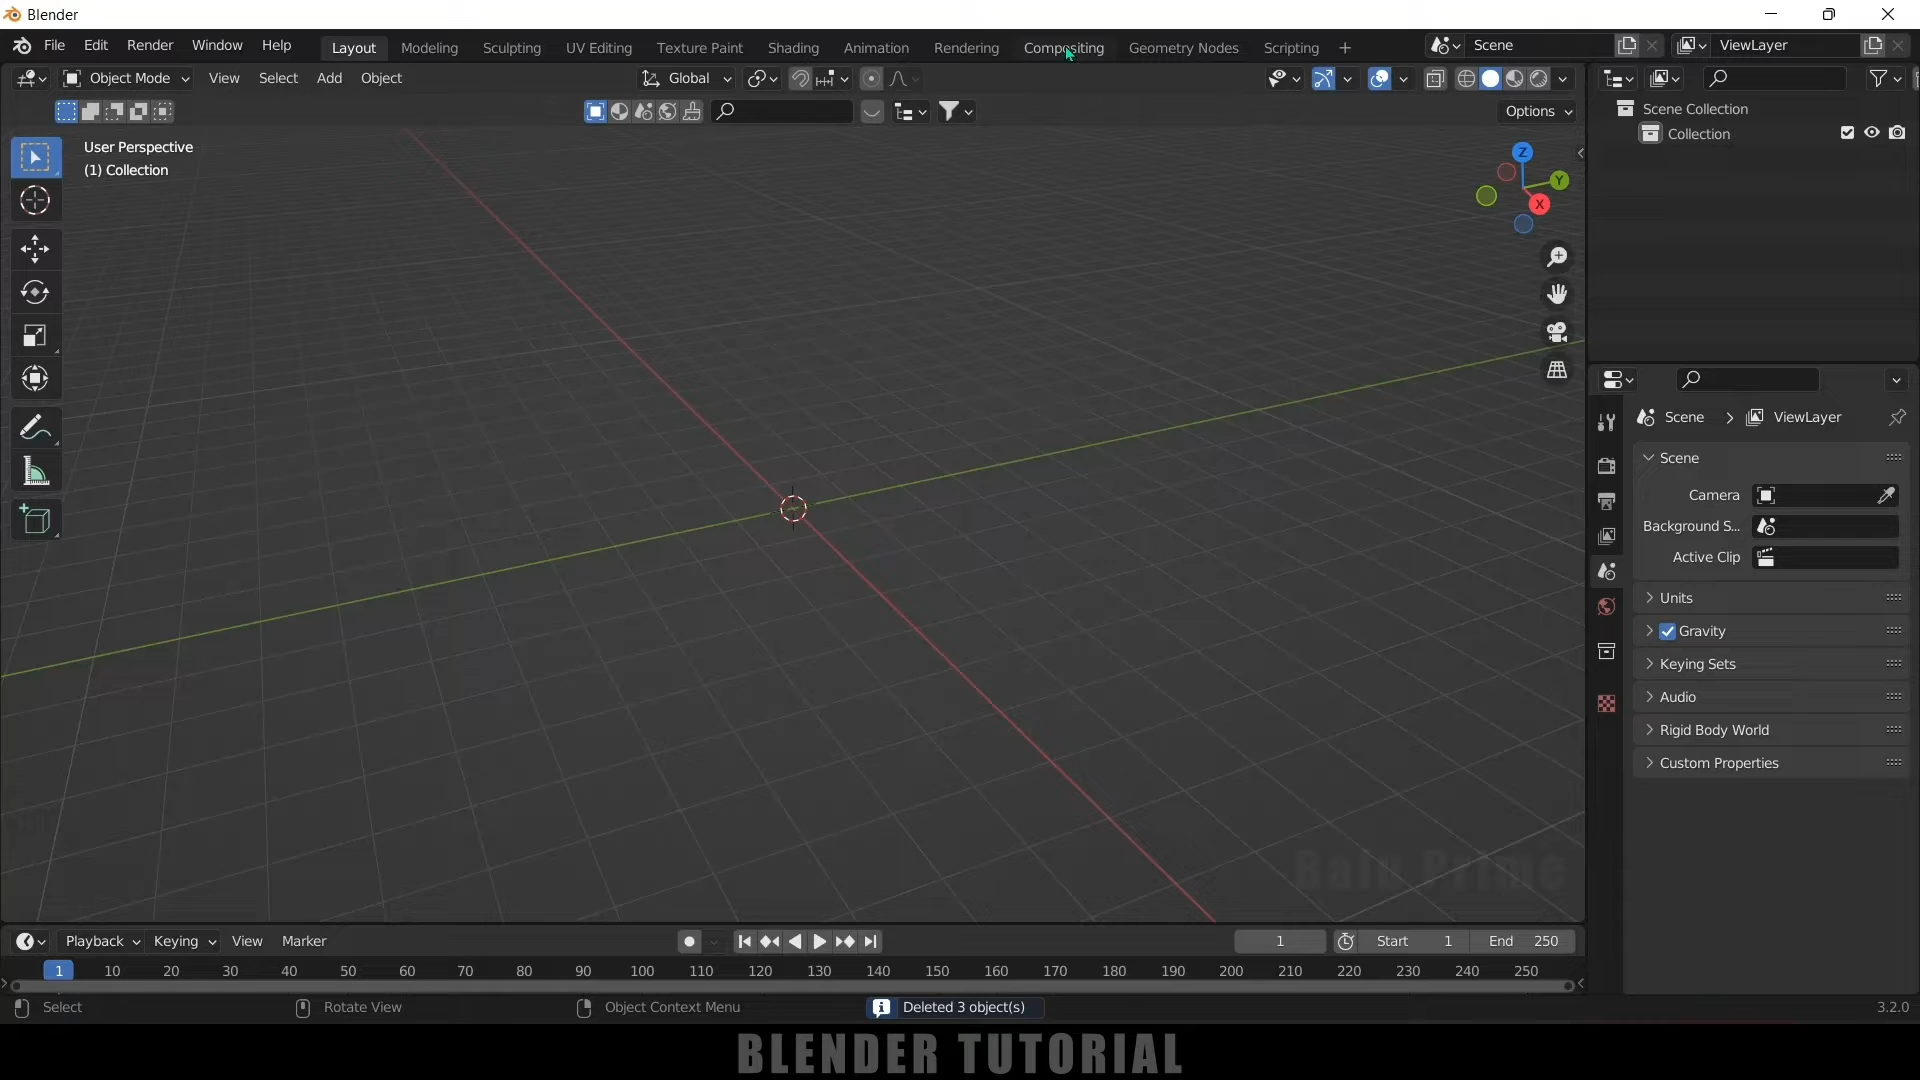 Blender
File Edit Render Window Help Layout Modeling Sculpting UV Editing Texture Paint Shading Animation Rendering Compositing Geometry Nodes Scripting + Scene ViewLayer
Object Mode View Select Add Object Global
Options
User Perspective
(1) Collection
Z
Y
X
Scene Collection
Collection
Scene > ViewLayer
Scene
Camera
Background S...
Active Clip
Units
Gravity
Keying Sets
Audio
Rigid Body World
Custom Properties
Balu Prime
Playback Keying View Marker 1 Start 1 End 250
1 10 20 30 40 50 60 70 80 90 100 110 120 130 140 150 160 170 180 190 200 210 220 230 240 250
Select Rotate View Object Context Menu Deleted 3 object(s) 3.2.0
BLENDER TUTORIAL